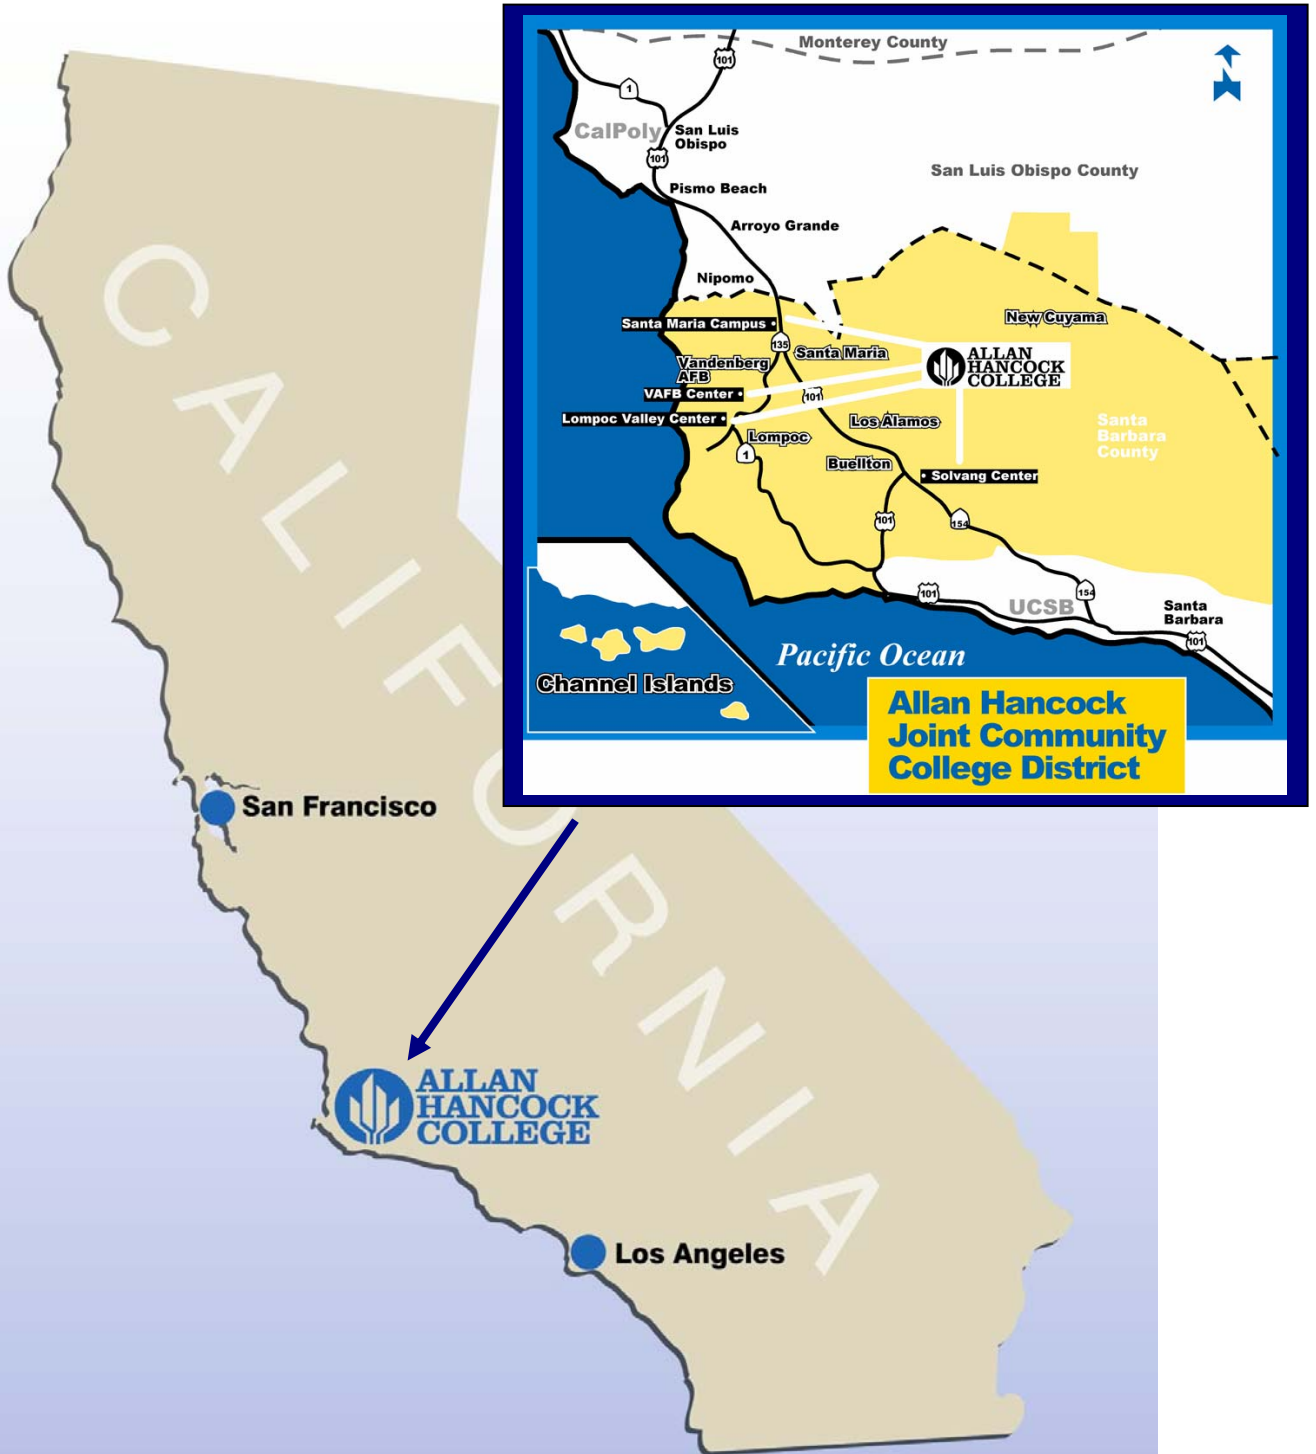 Monterey County
101
1
CalPoly
San Luis
Obispo
101
San Luis Obispo County
Pismo Beach
Arroyo Grande
Nipomo
New Cuyama
Santa Maria Campus •
135
Santa Maria
ALLAN
HANCOCK
COLLEGE
Vandenberg
AFB
VAFB Center •
101
Lompoc Valley Center •
Los Alamos
Santa
Barbara
County
Lompoc
1
Buellton
• Solvang Center
101
154
101
154
UCSB
Santa
Barbara
101
Pacific Ocean
Channel Islands
Allan Hancock
Joint Community
College District
N
CALIFORNIA
San Francisco
ALLAN
HANCOCK
COLLEGE
Los Angeles